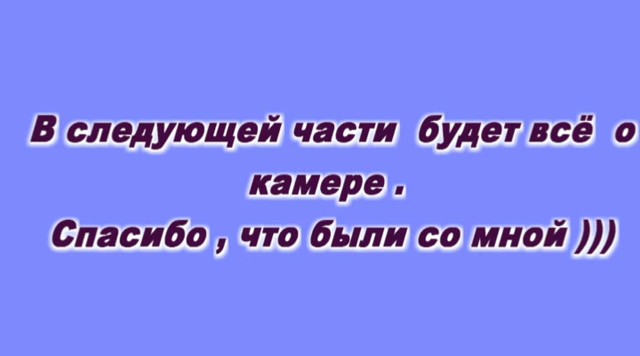 В следующей части будет всё о
камере .
Спасибо , что были со мной )))